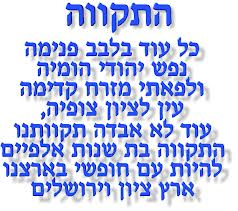 התקווה
כל עוד בלבב פנימה
נפש יהודי הומיה
ולפאתי מזרח קדימה
עין לציון צופיה,
עוד לא אבדה תקוותנו
התקווה בת שנות אלפיים
להיות עם חופשי בארצנו
ארץ ציון וירושלים